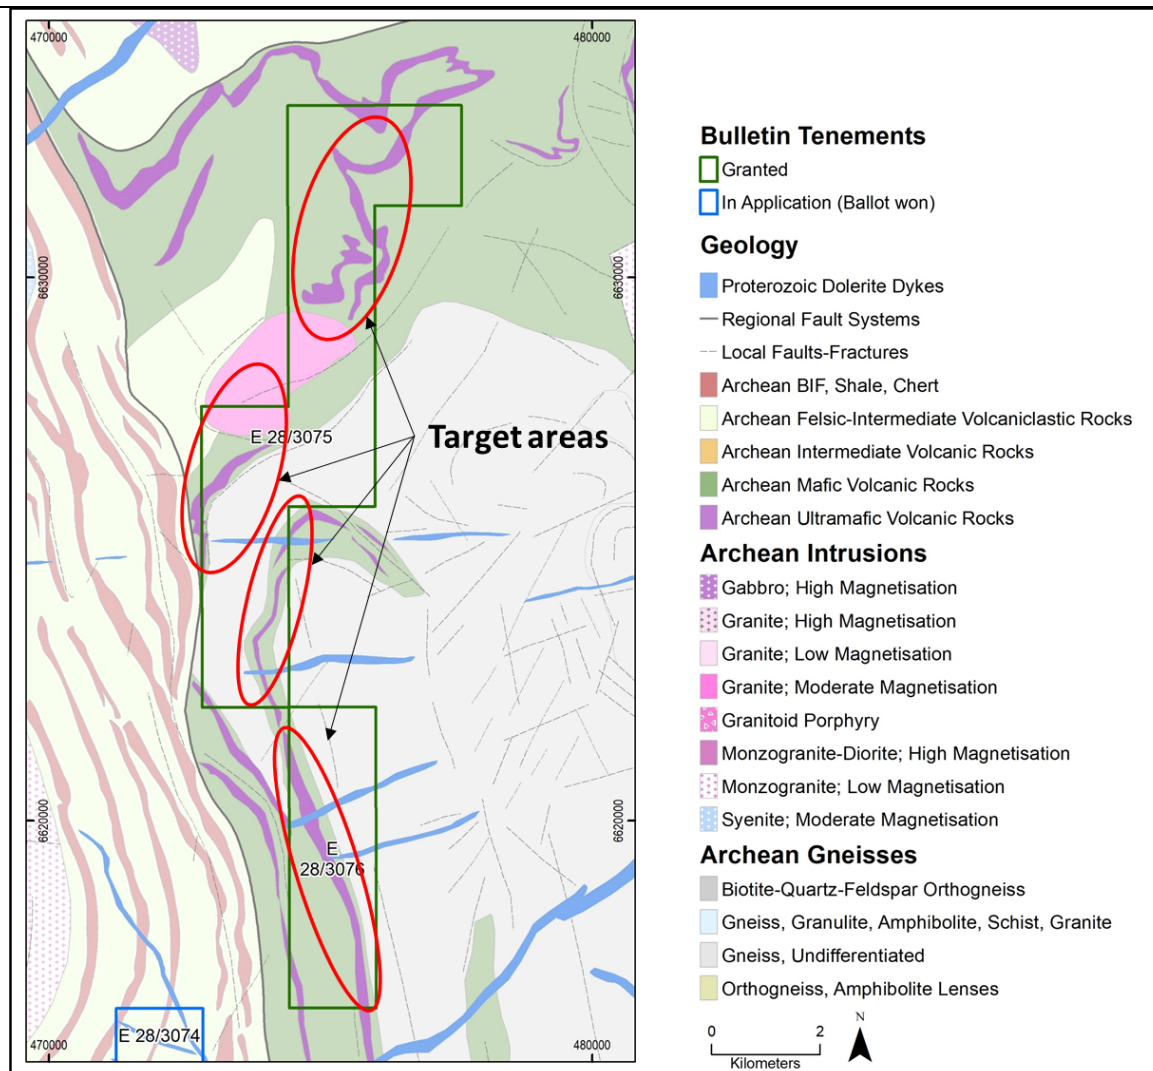 470000
480000
6630000
6630000
E 28/3075
Target areas
6620000
6620000
E
28/3076
E 28/3074
470000
480000
Bulletin Tenements
Granted
In Application (Ballot won)
Geology
Proterozoic Dolerite Dykes
Regional Fault Systems
Local Faults-Fractures
Archean BIF, Shale, Chert
Archean Felsic-Intermediate Volcaniclastic Rocks
Archean Intermediate Volcanic Rocks
Archean Mafic Volcanic Rocks
Archean Ultramafic Volcanic Rocks
Archean Intrusions
Gabbro; High Magnetisation
Granite; High Magnetisation
Granite; Low Magnetisation
Granite; Moderate Magnetisation
Granitoid Porphyry
Monzogranite-Diorite; High Magnetisation
Monzogranite; Low Magnetisation
Syenite; Moderate Magnetisation
Archean Gneisses
Biotite-Quartz-Feldspar Orthogneiss
Gneiss, Granulite, Amphibolite, Schist, Granite
Gneiss, Undifferentiated
Orthogneiss, Amphibolite Lenses
0 2
Kilometers
N